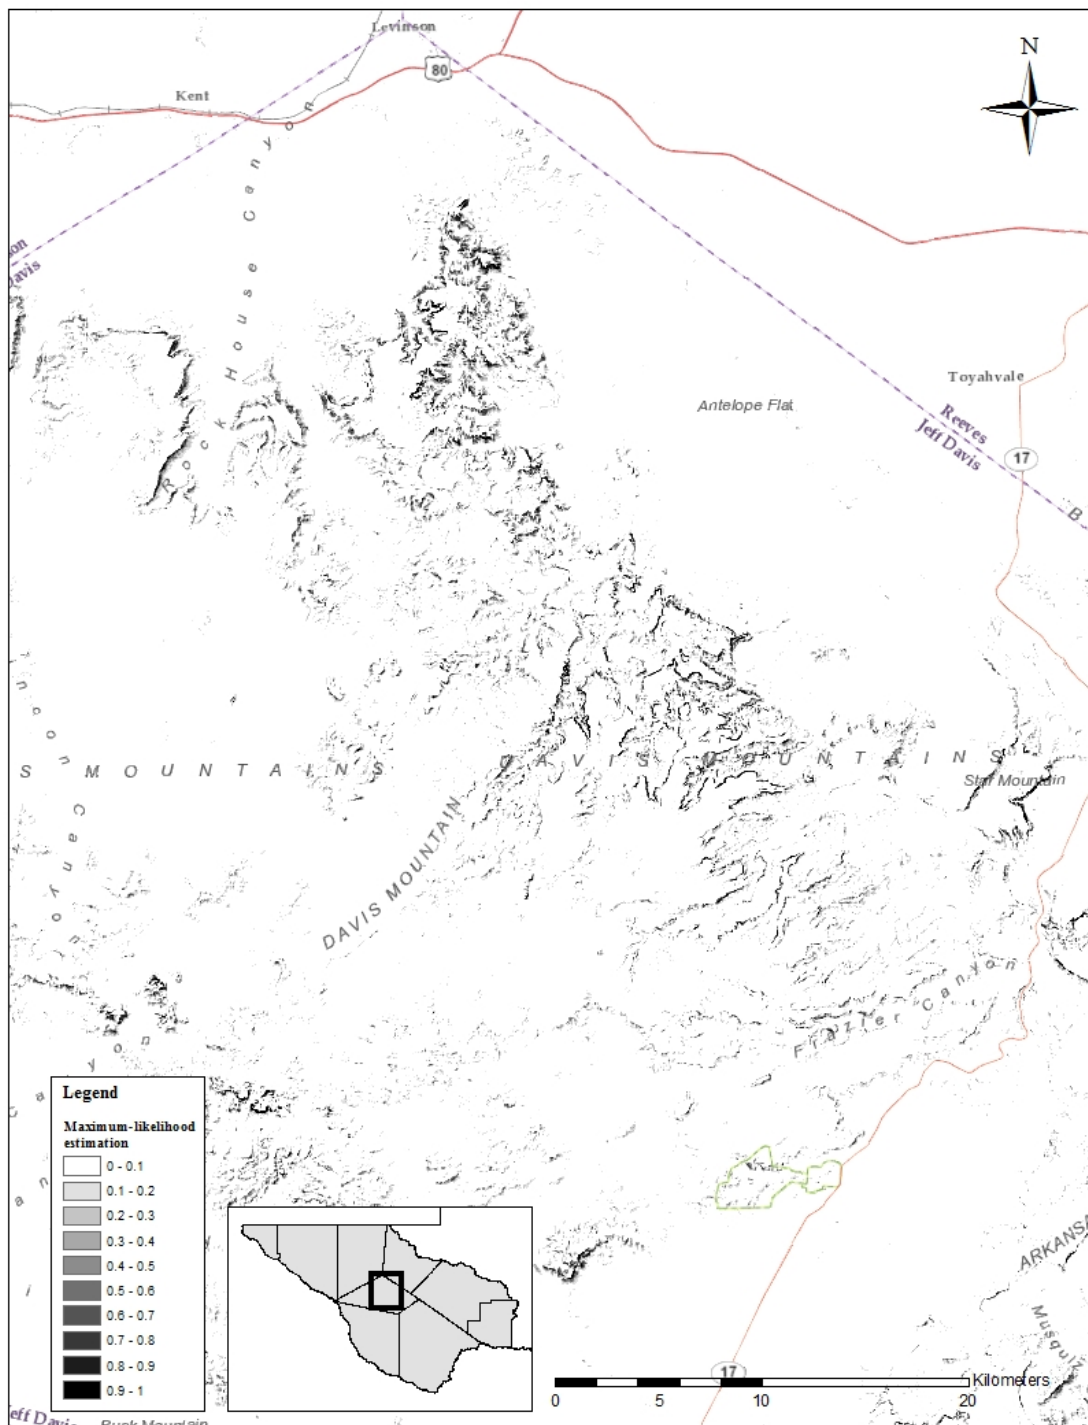 Levinson
N
80
Kent
Rock House Canyon
Davis
Toyahvale
Antelope Flat
Reeves
Jeff Davis
17
B
S MOUNTAINS
DAVIS MOUNTAINS
Star Mountain
Canyon
DAVIS MOUNTAIN
Frazier Canyon
Legend
Maximum-likelihood
estimation
0 - 0.1
0.1 - 0.2
0.2 - 0.3
0.3 - 0.4
0.4 - 0.5
0.5 - 0.6
0.6 - 0.7
0.7 - 0.8
0.8 - 0.9
0.9 - 1
ARKANSA
Musquiz
17
Kilometers
0 5 10 20
Jeff Davis